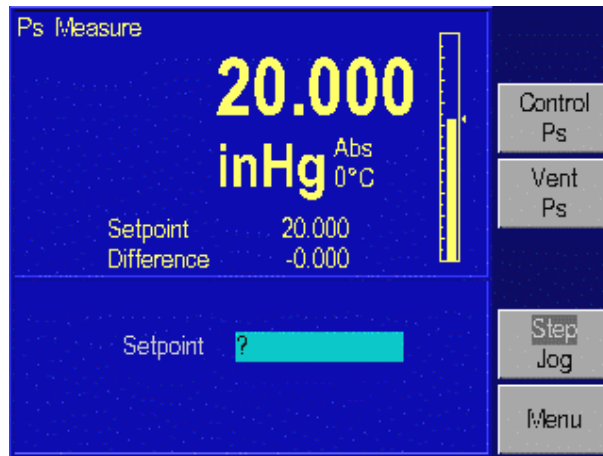 Ps Measure
20.000
inHg Abs 0°C
Setpoint 20.000
Difference -0.000
Setpoint ?
Control
Ps
Vent
Ps
Step
Jog
Menu